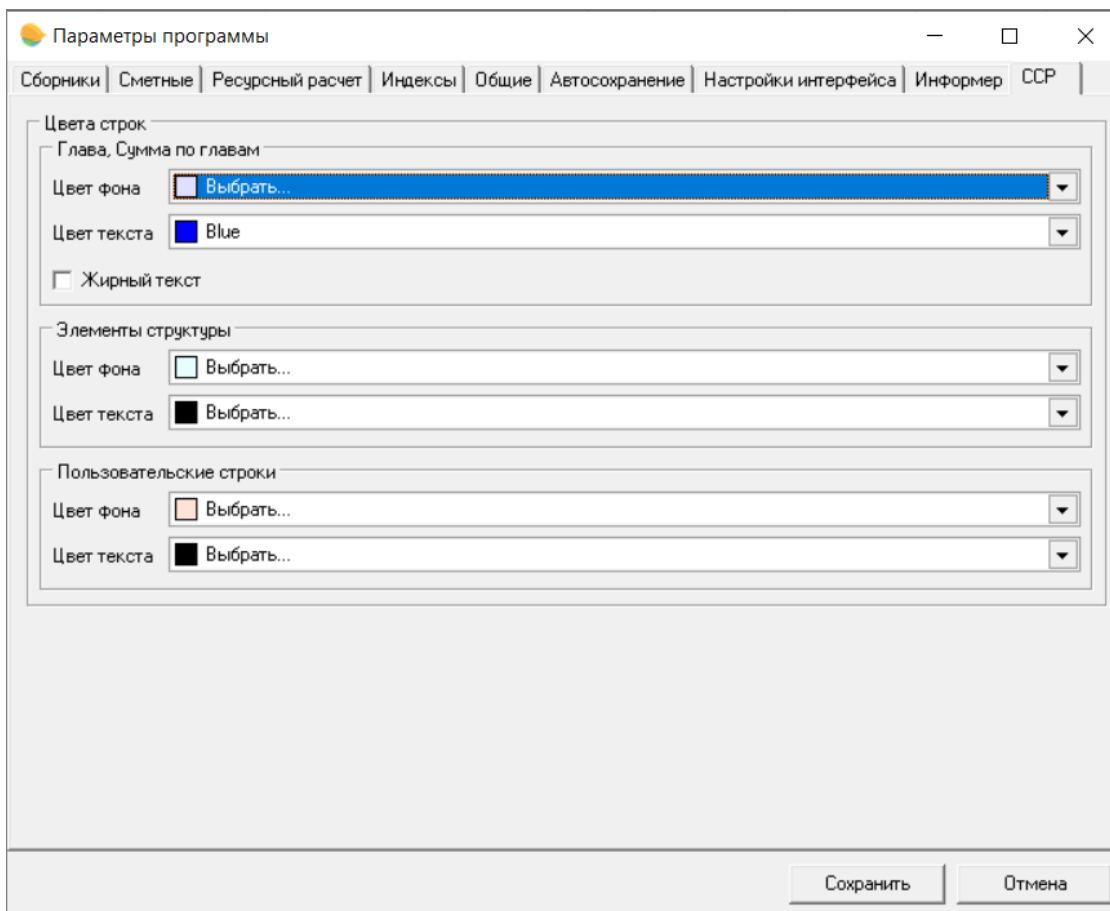 Параметры программы
Сборники Сметные Ресурсный расчет Индексы Общие Автосохранение Настройки интерфейса Информер ССР
Цвета строк
Глава, Сумма по главам
Цвет фона Выбрать...
Цвет текста Blue
Жирный текст
Элементы структуры
Цвет фона Выбрать...
Цвет текста Выбрать...
Пользовательские строки
Цвет фона Выбрать...
Цвет текста Выбрать...
Сохранить Отмена